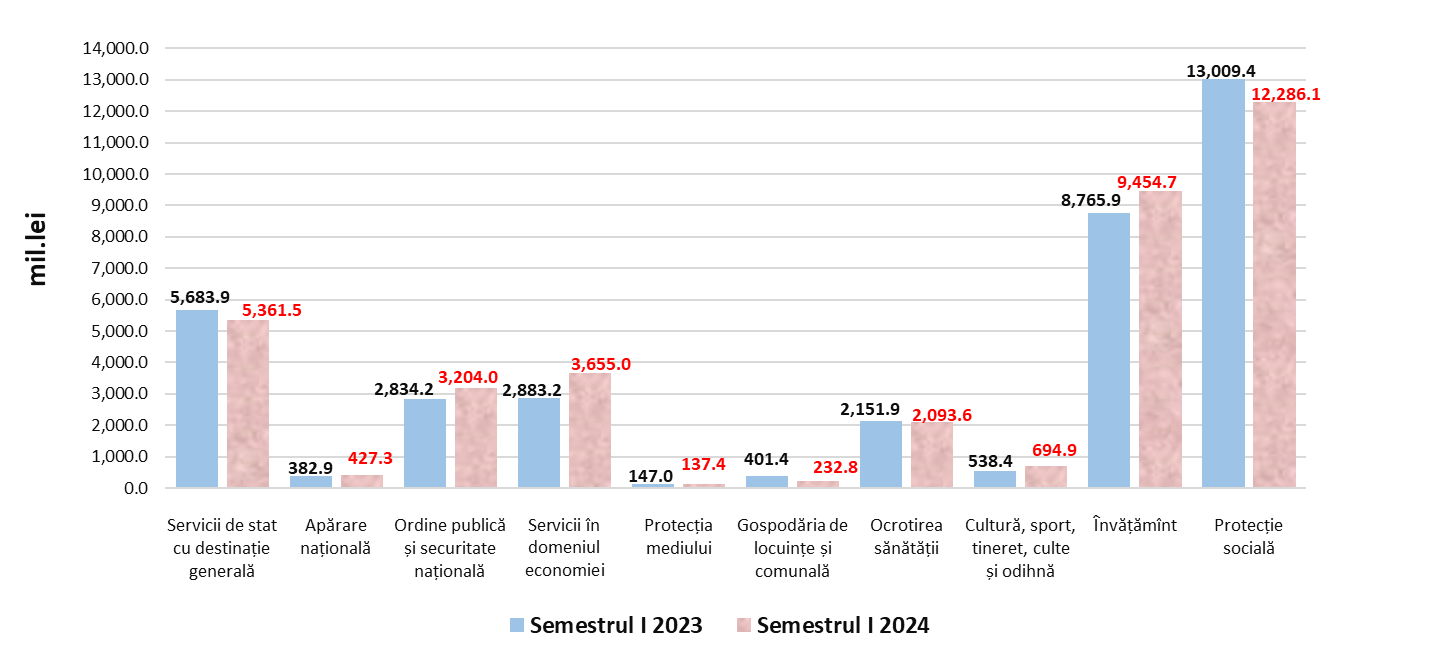 mil.lei
14,000.0
13,000.0
12,000.0
11,000.0
10,000.0
9,000.0
8,000.0
7,000.0
6,000.0
5,000.0
4,000.0
3,000.0
2,000.0
1,000.0
0.0
5,683.9
5,361.5
382.9
427.3
2,834.2
3,204.0
2,883.2
3,655.0
147.0
137.4
401.4
232.8
2,151.9
2,093.6
538.4
694.9
8,765.9
9,454.7
13,009.4
12,286.1
Servicii de stat
cu destinație
generală
Apărare
națională
Ordine publică
și securitate
națională
Servicii în
domeniul
economiei
Protecția
mediului
Gospodăria de
locuințe și
comunală
Ocrotirea
sănătății
Cultură, sport,
tineret, culte
și odihnă
Învățămînt
Protecție
socială
Semestrul I 2023
Semestrul I 2024